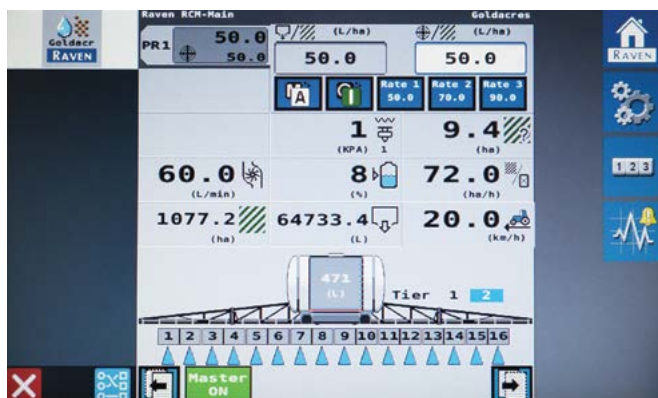 Raven RCM-Main Goldacres
Goldacr
RAVEN
PR1 50.0
50.0
(L/ha) (L/ha)
50.0 50.0
RAVEN
A I Rate 1 Rate 2 Rate 3
50.0 70.0 90.0
1 9.4 ?
(KPA) 1 (ha)
1 2 3
60.0 8 72.0
(L/min) (%) (ha/h)
1077.2 64733.4 20.0
(ha) (L) (km/h)
471
(L)
Tier 1 2
1 2 3 4 5 6 7 8 9 10 11 12 13 14 15 16
Master
ON